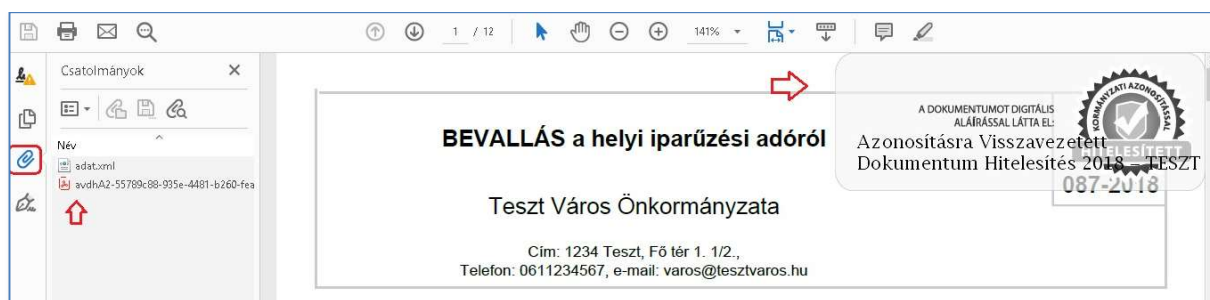 1 / 12
141%
Csatolmányok
Név
adat.xml
avdhA2-55789c88-935e-4481-b260-fea
BEVALLÁS a helyi iparűzési adóról
Teszt Város Önkormányzata
Cím: 1234 Teszt, Fő tér 1. 1/2.,
Telefon: 0611234567, e-mail: varos@tesztvaros.hu
A DOKUMENTUMOT DIGITÁLIS
ALÁÍRÁSSAL LÁTTA EL:
Azonosításra Visszavezetett
Dokumentum Hitelesítés 2018 – TESZT
KORMÁNYZATI AZONOSÍTÁSSAL
HITELESÍTETT
087-2018